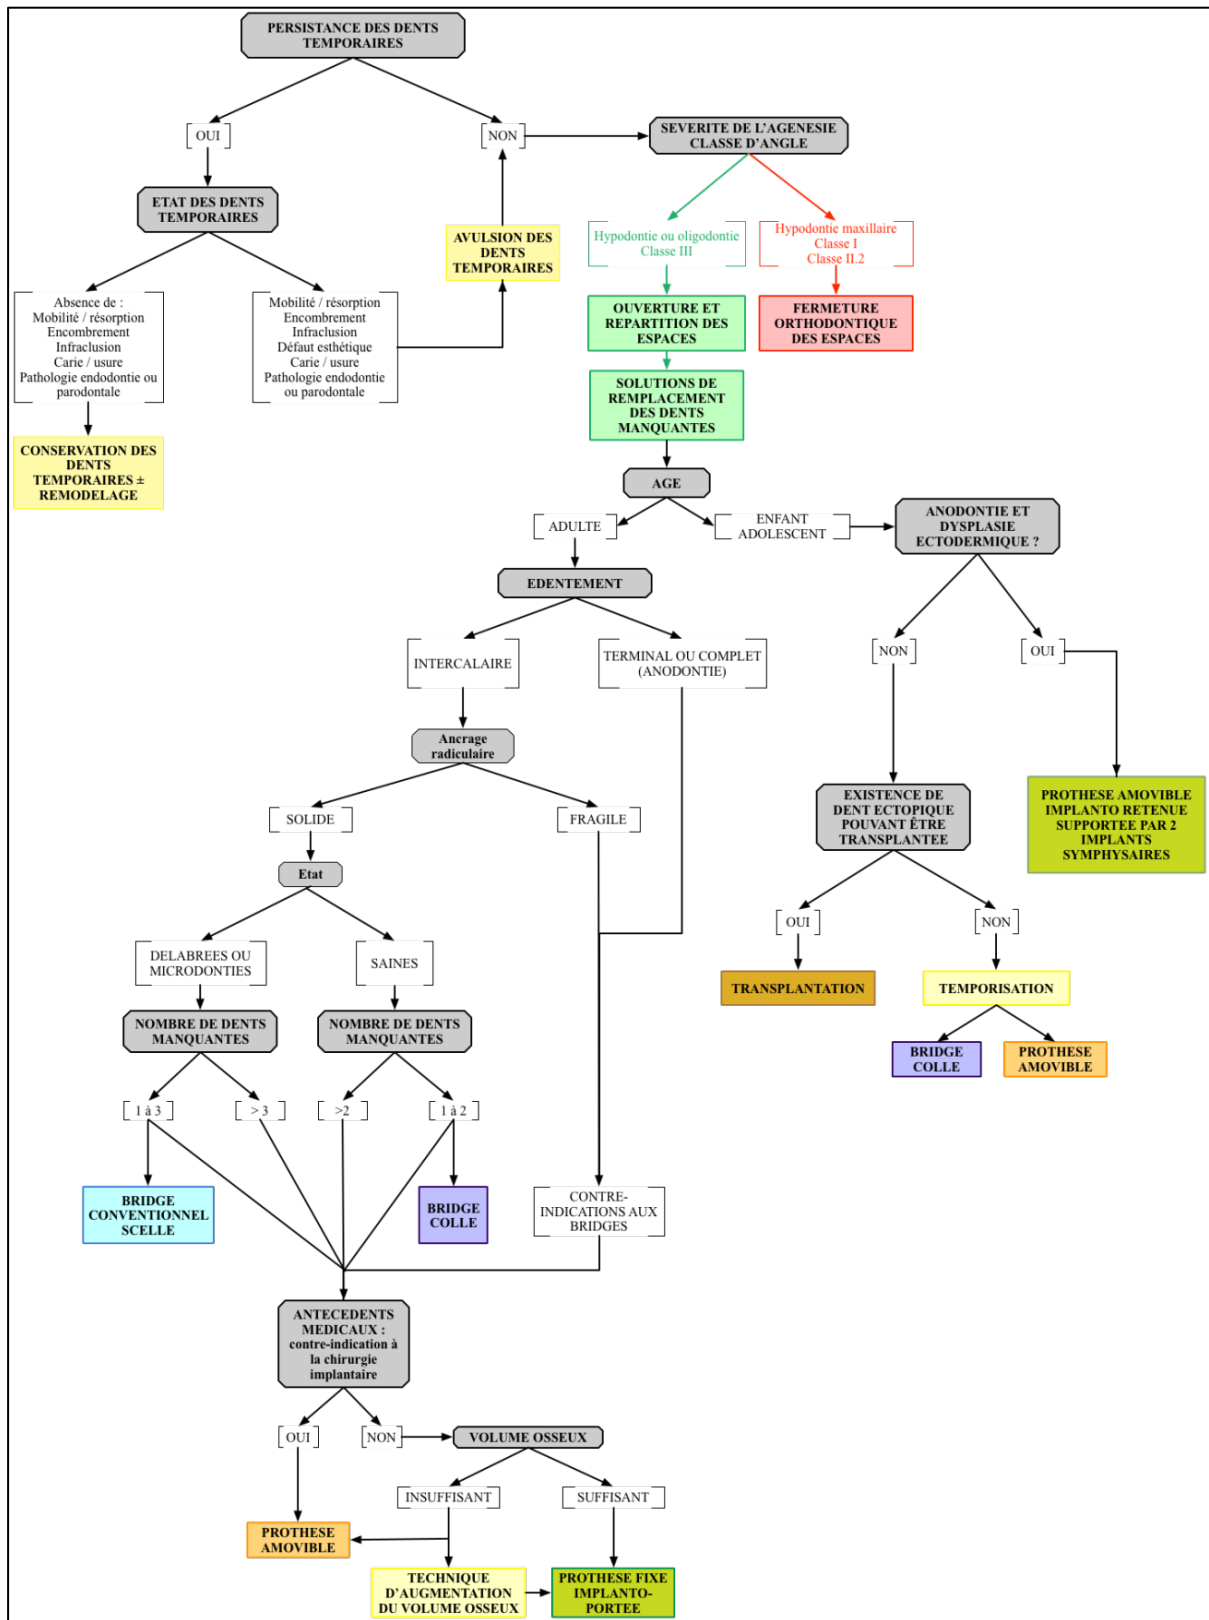 PERSISTANCE DES DENTS
TEMPORAIRES
OUI
NON
SEVERITE DE L'AGENESIE
CLASSE D'ANGLE
ETAT DES DENTS
TEMPORAIRES
AVULSION DES
DENTS
TEMPORAIRES
Hypodontie ou oligodontie
Classe III
Hypodontie maxillaire
Classe I
Classe II.2
Absence de :
Mobilité / résorption
Encombrement
Infraclusion
Carie / usure
Pathologie endodontie ou
parodontale
Mobilité / résorption
Encombrement
Infraclusion
Défaut esthétique
Carie / usure
Pathologie endodontie
ou parodontale
OUVERTURE ET
REPARTITION DES
ESPACES
FERMETURE
ORTHODONTIQUE
DES ESPACES
SOLUTIONS DE
REMPLACEMENT
DES DENTS
MANQUANTES
CONSERVATION DES
DENTS
TEMPORAIRES ±
REMODELAGE
AGE
ADULTE
ENFANT
ADOLESCENT
ANODONTIE ET
DYSPLASIE
ECTODERMIQUE ?
EDENTEMENT
INTERCALAIRE
TERMINAL OU COMPLET
(ANODONTIE)
NON
OUI
Ancrage
radiculaire
SOLIDE
FRAGILE
EXISTENCE DE
DENT ECTOPIQUE
POUVANT ÊTRE
TRANSPLANTEE
PROTHESE AMOVIBLE
IMPLANTO RETENUE
SUPPORTEE PAR 2
IMPLANTS
SYMPHYSAIRES
Etat
OUI
NON
DELABREES OU
MICRODONTIES
SAINES
TRANSPLANTATION
TEMPORISATION
NOMBRE DE DENTS
MANQUANTES
NOMBRE DE DENTS
MANQUANTES
BRIDGE
COLLE
PROTHESE
AMOVIBLE
1 à 3
> 3
>2
1 à 2
BRIDGE
CONVENTIONNEL
SCELLE
BRIDGE
COLLE
CONTRE-
INDICATIONS AUX
BRIDGES
ANTECEDENTS
MEDICAUX :
contre-indication à
la chirurgie
implantaire
OUI
NON
VOLUME OSSEUX
INSUFFISANT
SUFFISANT
PROTHESE
AMOVIBLE
TECHNIQUE
D'AUGMENTATION
DU VOLUME OSSEUX
PROTHESE FIXE
IMPLANTO-
PORTEE